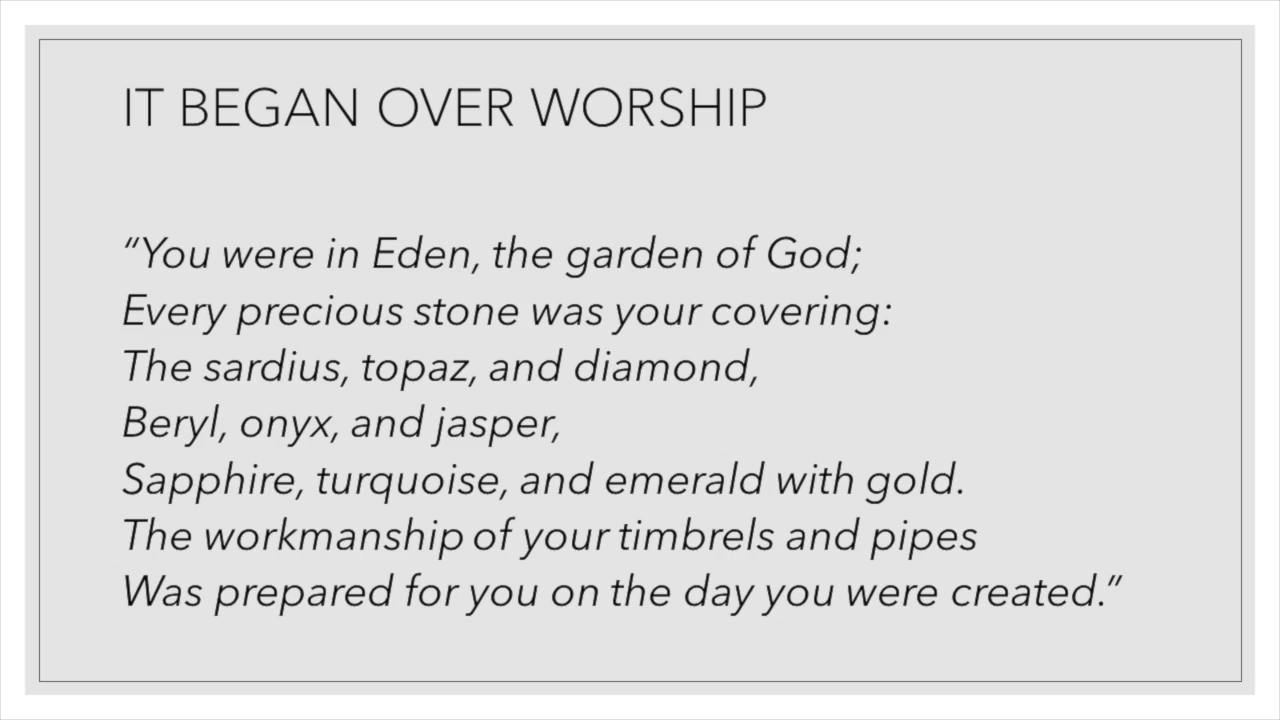 IT BEGAN OVER WORSHIP
“You were in Eden, the garden of God;
Every precious stone was your covering:
The sardius, topaz, and diamond,
Beryl, onyx, and jasper,
Sapphire, turquoise, and emerald with gold.
The workmanship of your timbrels and pipes
Was prepared for you on the day you were created.”